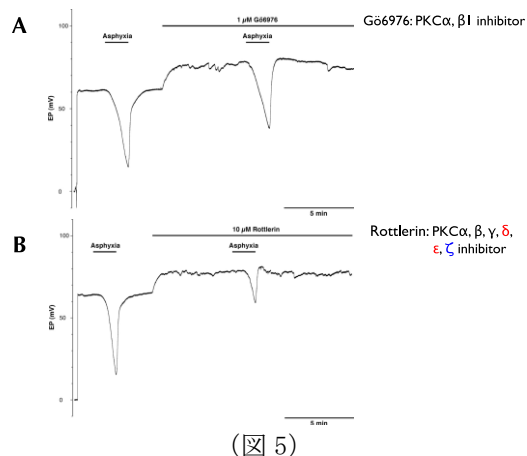 A
1 µM Gö6976
Gö6976: PKCα, β1 inhibitor
Asphyxia
Asphyxia
100
EP (mV)
50
0
5 min
B
10 µM Rottlerin
Rottlerin: PKCα, β, γ, δ,
ε, ζ inhibitor
Asphyxia
Asphyxia
100
EP (mV)
50
0
5 min
(図 5)